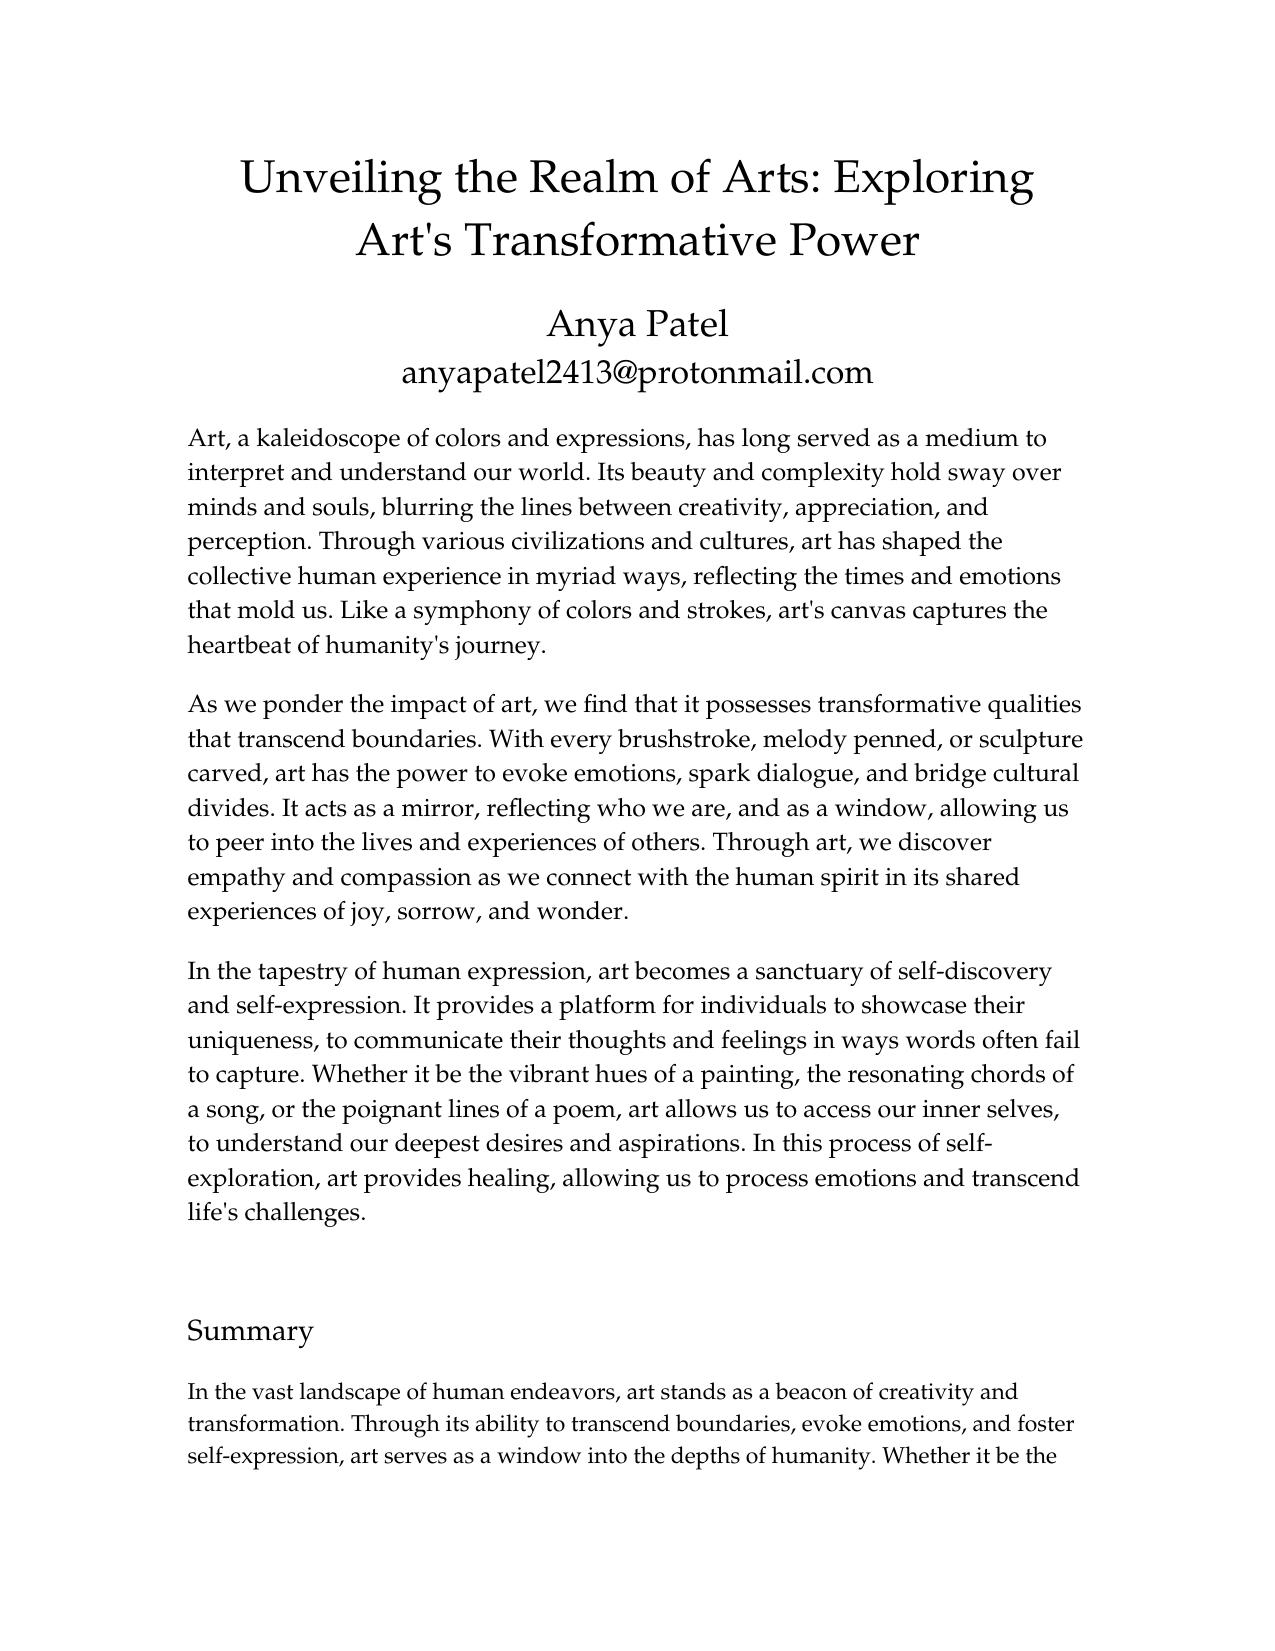 Unveiling the Realm of Arts: Exploring
Art's Transformative Power
Anya Patel
anyapatel2413@protonmail.com
Art, a kaleidoscope of colors and expressions, has long served as a medium to
interpret and understand our world. Its beauty and complexity hold sway over
minds and souls, blurring the lines between creativity, appreciation, and
perception. Through various civilizations and cultures, art has shaped the
collective human experience in myriad ways, reflecting the times and emotions
that mold us. Like a symphony of colors and strokes, art's canvas captures the
heartbeat of humanity's journey.
As we ponder the impact of art, we find that it possesses transformative qualities
that transcend boundaries. With every brushstroke, melody penned, or sculpture
carved, art has the power to evoke emotions, spark dialogue, and bridge cultural
divides. It acts as a mirror, reflecting who we are, and as a window, allowing us
to peer into the lives and experiences of others. Through art, we discover
empathy and compassion as we connect with the human spirit in its shared
experiences of joy, sorrow, and wonder.
In the tapestry of human expression, art becomes a sanctuary of self-discovery
and self-expression. It provides a platform for individuals to showcase their
uniqueness, to communicate their thoughts and feelings in ways words often fail
to capture. Whether it be the vibrant hues of a painting, the resonating chords of
a song, or the poignant lines of a poem, art allows us to access our inner selves,
to understand our deepest desires and aspirations. In this process of self-
exploration, art provides healing, allowing us to process emotions and transcend
life's challenges.
Summary
In the vast landscape of human endeavors, art stands as a beacon of creativity and
transformation. Through its ability to transcend boundaries, evoke emotions, and foster
self-expression, art serves as a window into the depths of humanity. Whether it be the